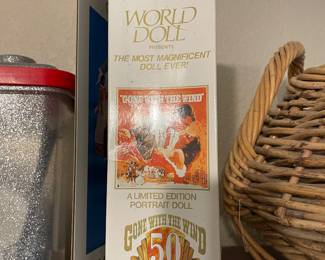 WORLD
DOLL
PRESENTS
THE MOST MAGNIFICENT
DOLL, EVER!
"GONE WITH THE WIND"
A LIMITED EDITION
PORTRAIT DOLL
GONE WITH THE WIND
50